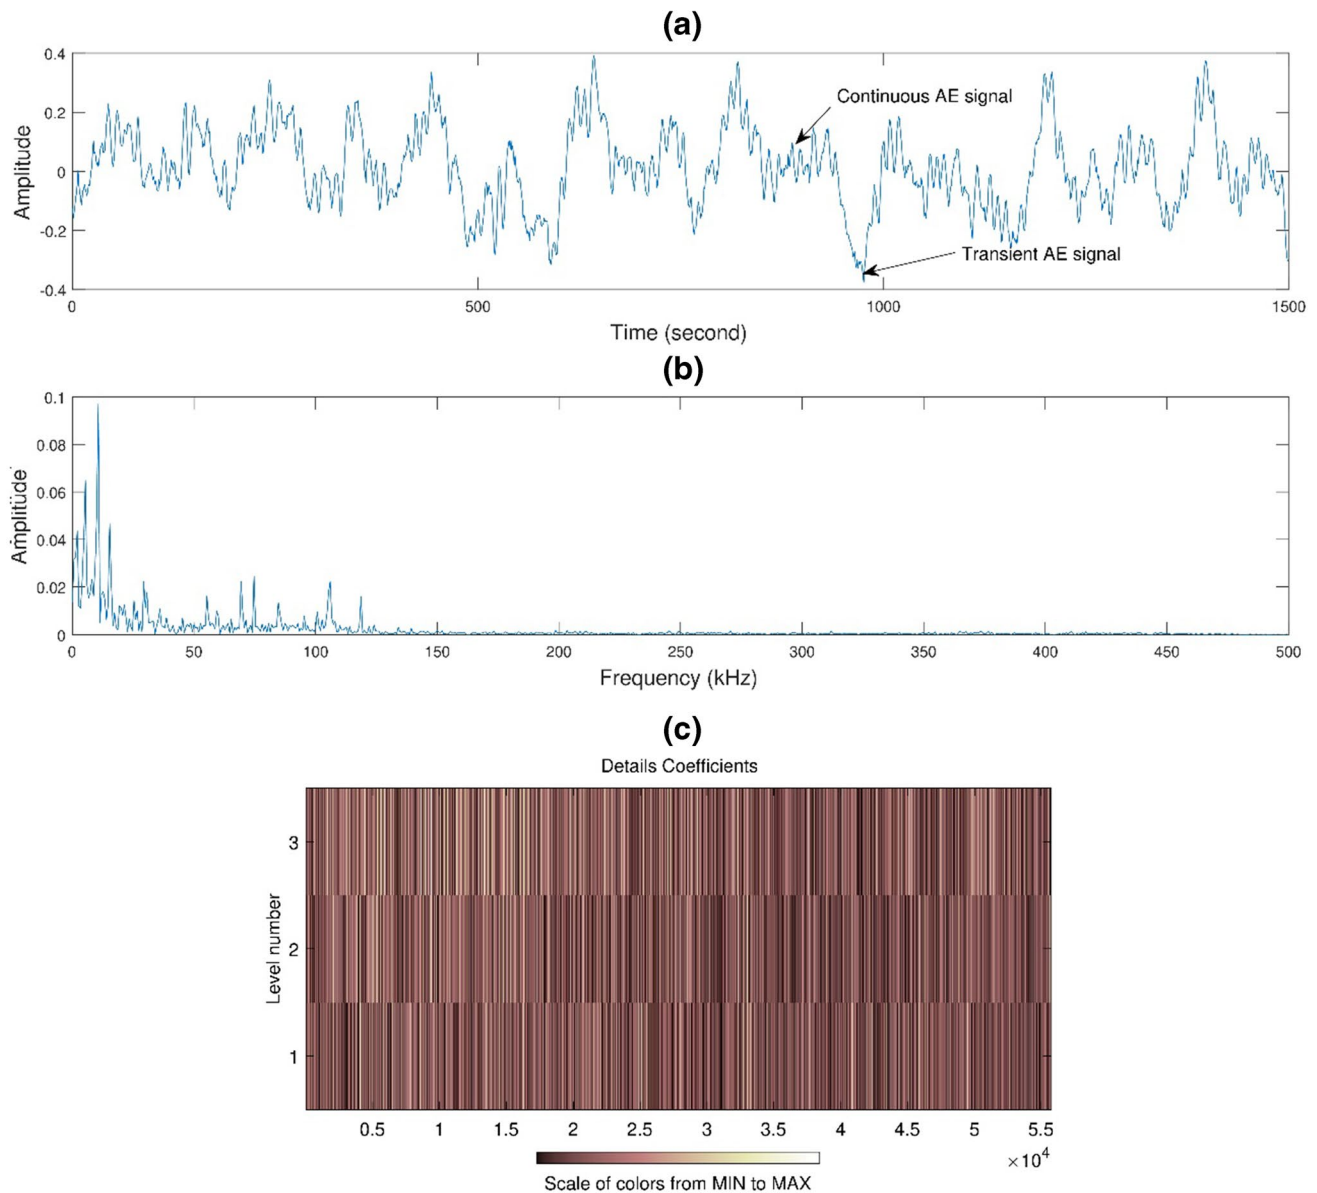 (a)
0.4
0.2
0
-0.2
-0.4
Amplitude
Continuous AE signal
Transient AE signal
0 500 1000 1500
Time (second)
(b)
0.1
0.08
0.06
0.04
0.02
0
Amplitude
0 50 100 150 200 250 300 350 400 450 500
Frequency (kHz)
(c)
Details Coefficients
3
2
1
Level number
0.5 1 1.5 2 2.5 3 3.5 4 4.5 5 5.5
×10⁴
Scale of colors from MIN to MAX